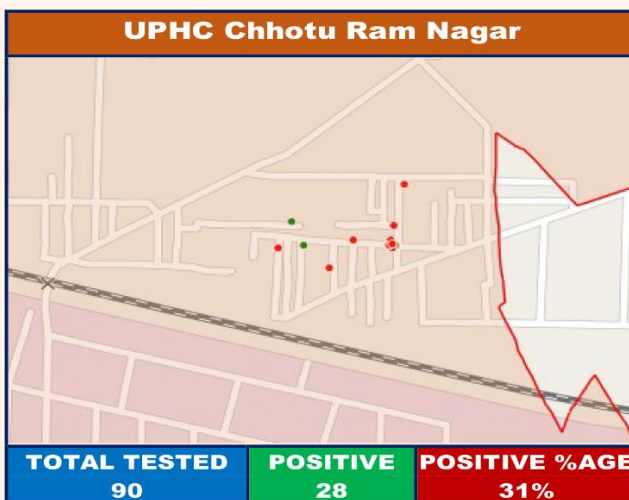 UPHC Chhotu Ram Nagar
TOTAL TESTED POSITIVE POSITIVE %AGE
90 28 31%